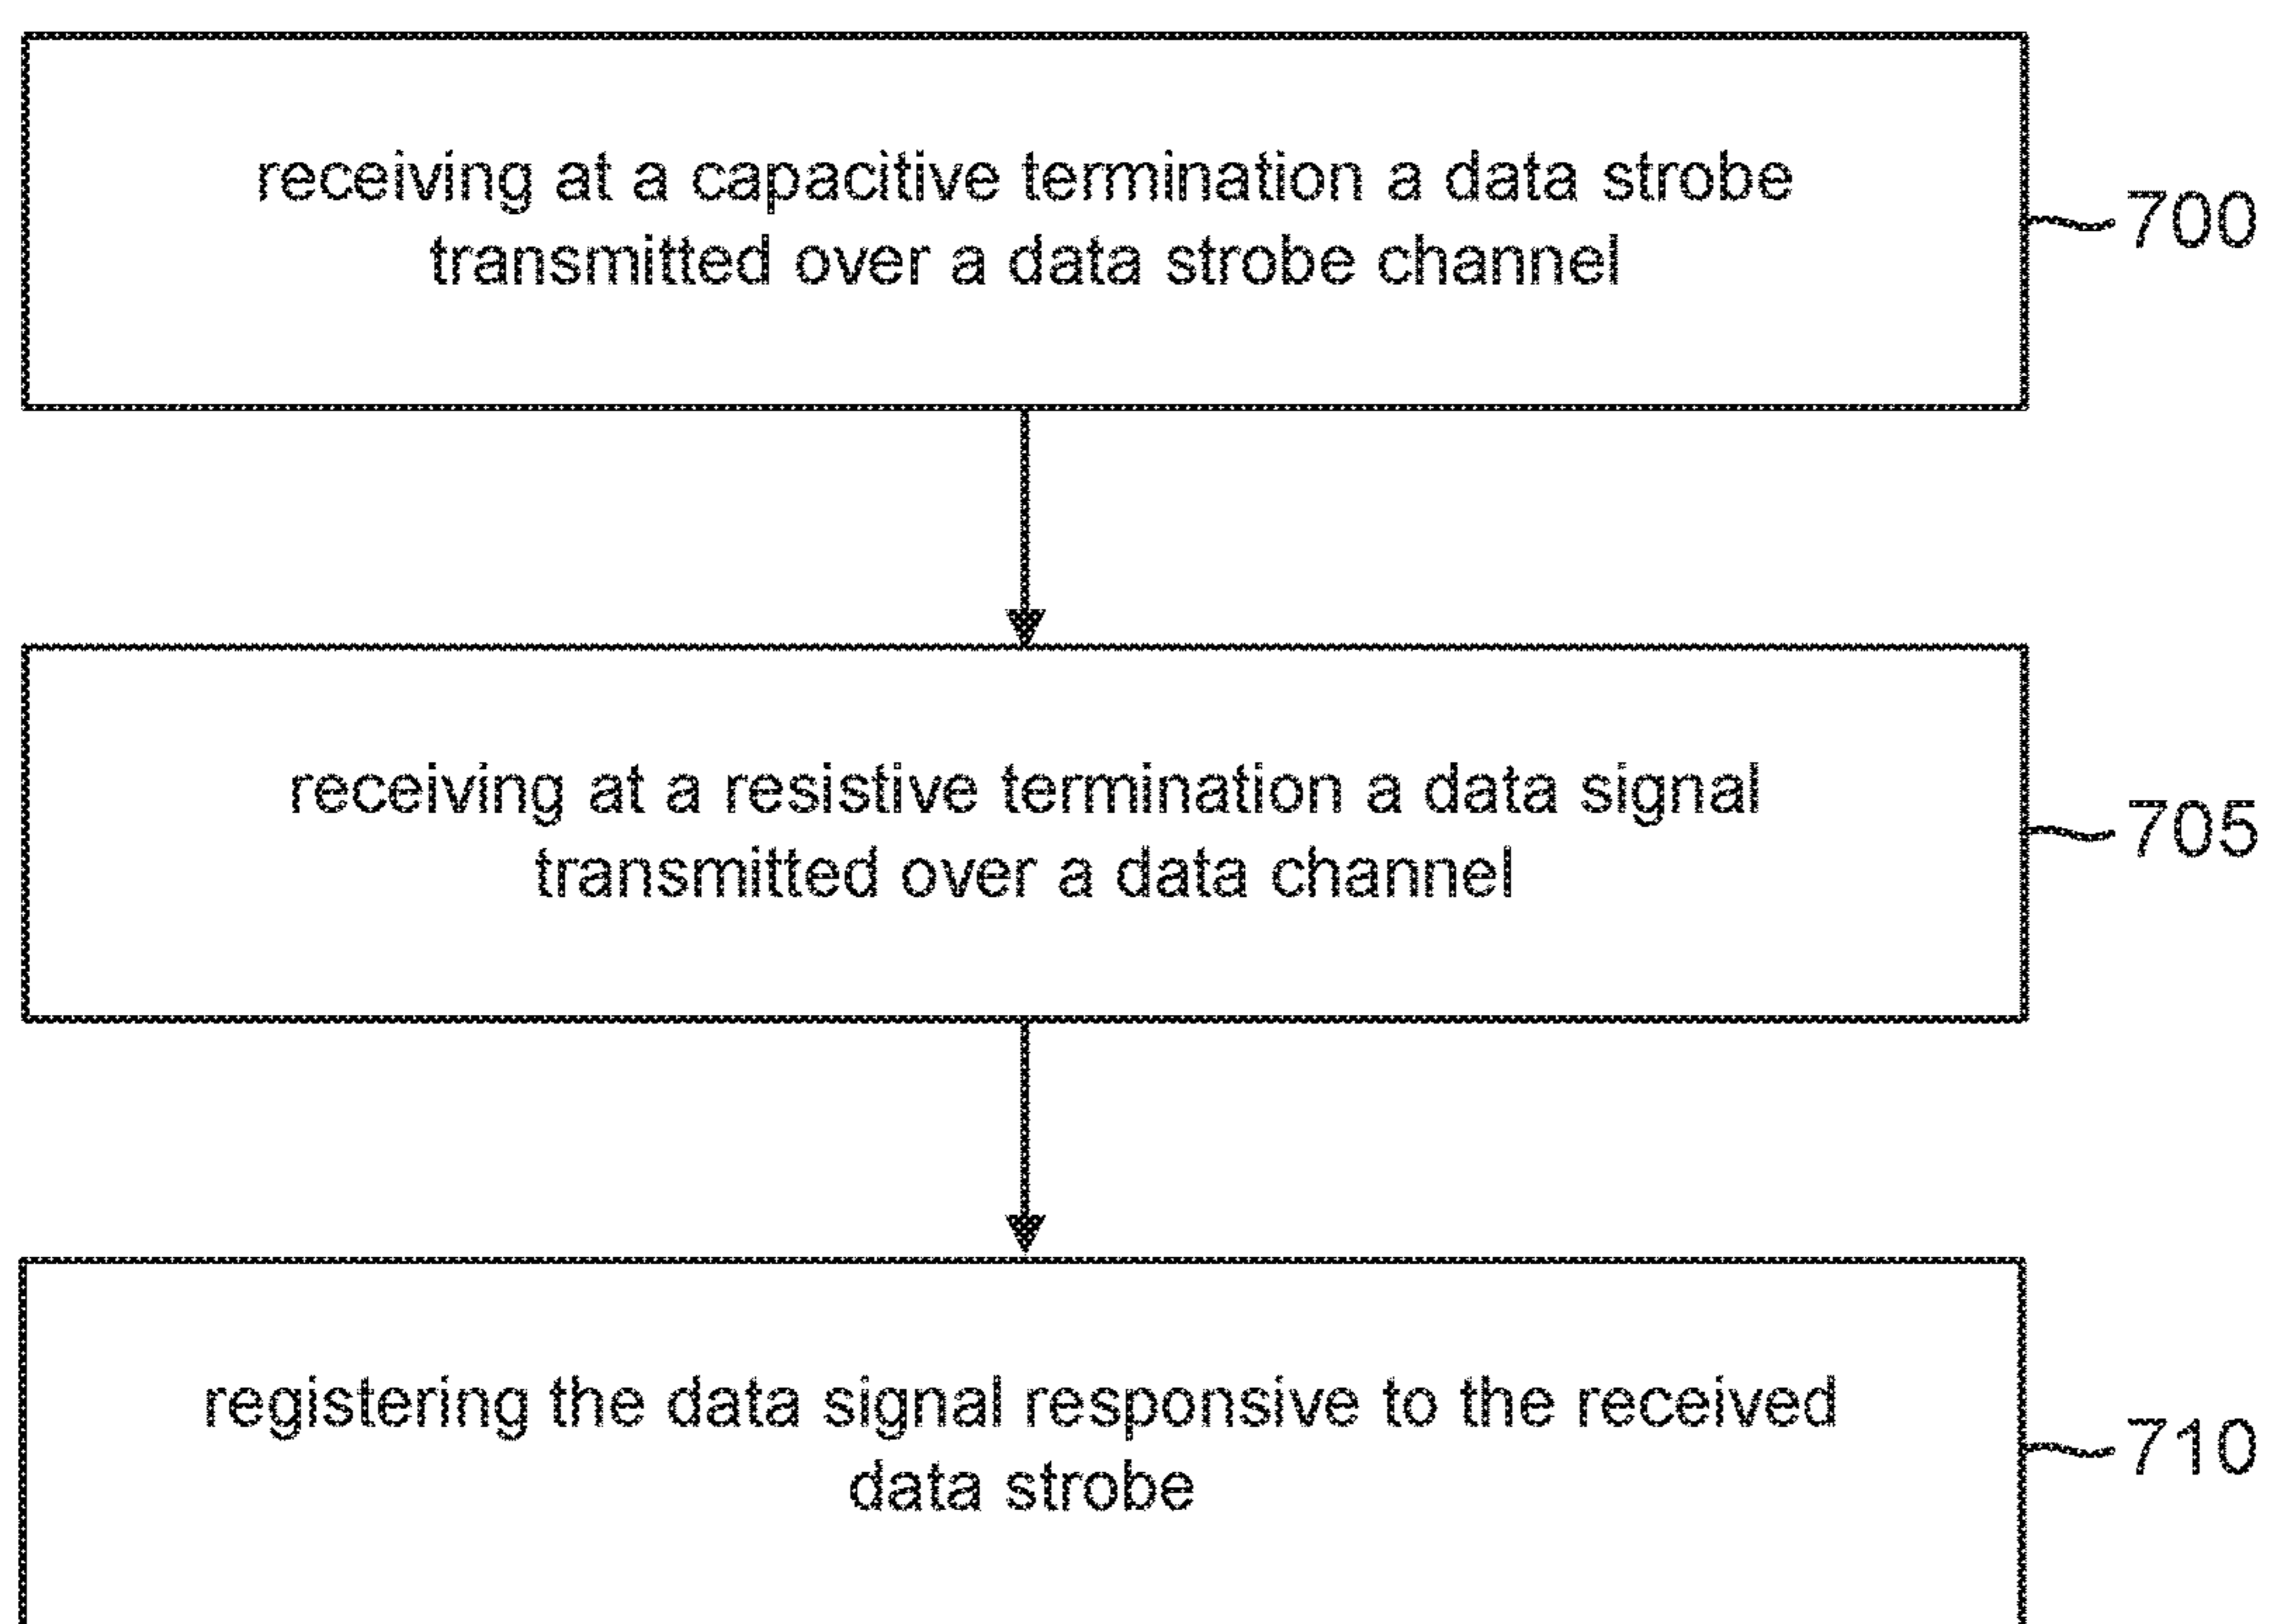 receiving at a capacitive termination a data strobe
transmitted over a data strobe channel
700
receiving at a resistive termination a data signal
transmitted over a data channel
705
registering the data signal responsive to the received
data strobe
710